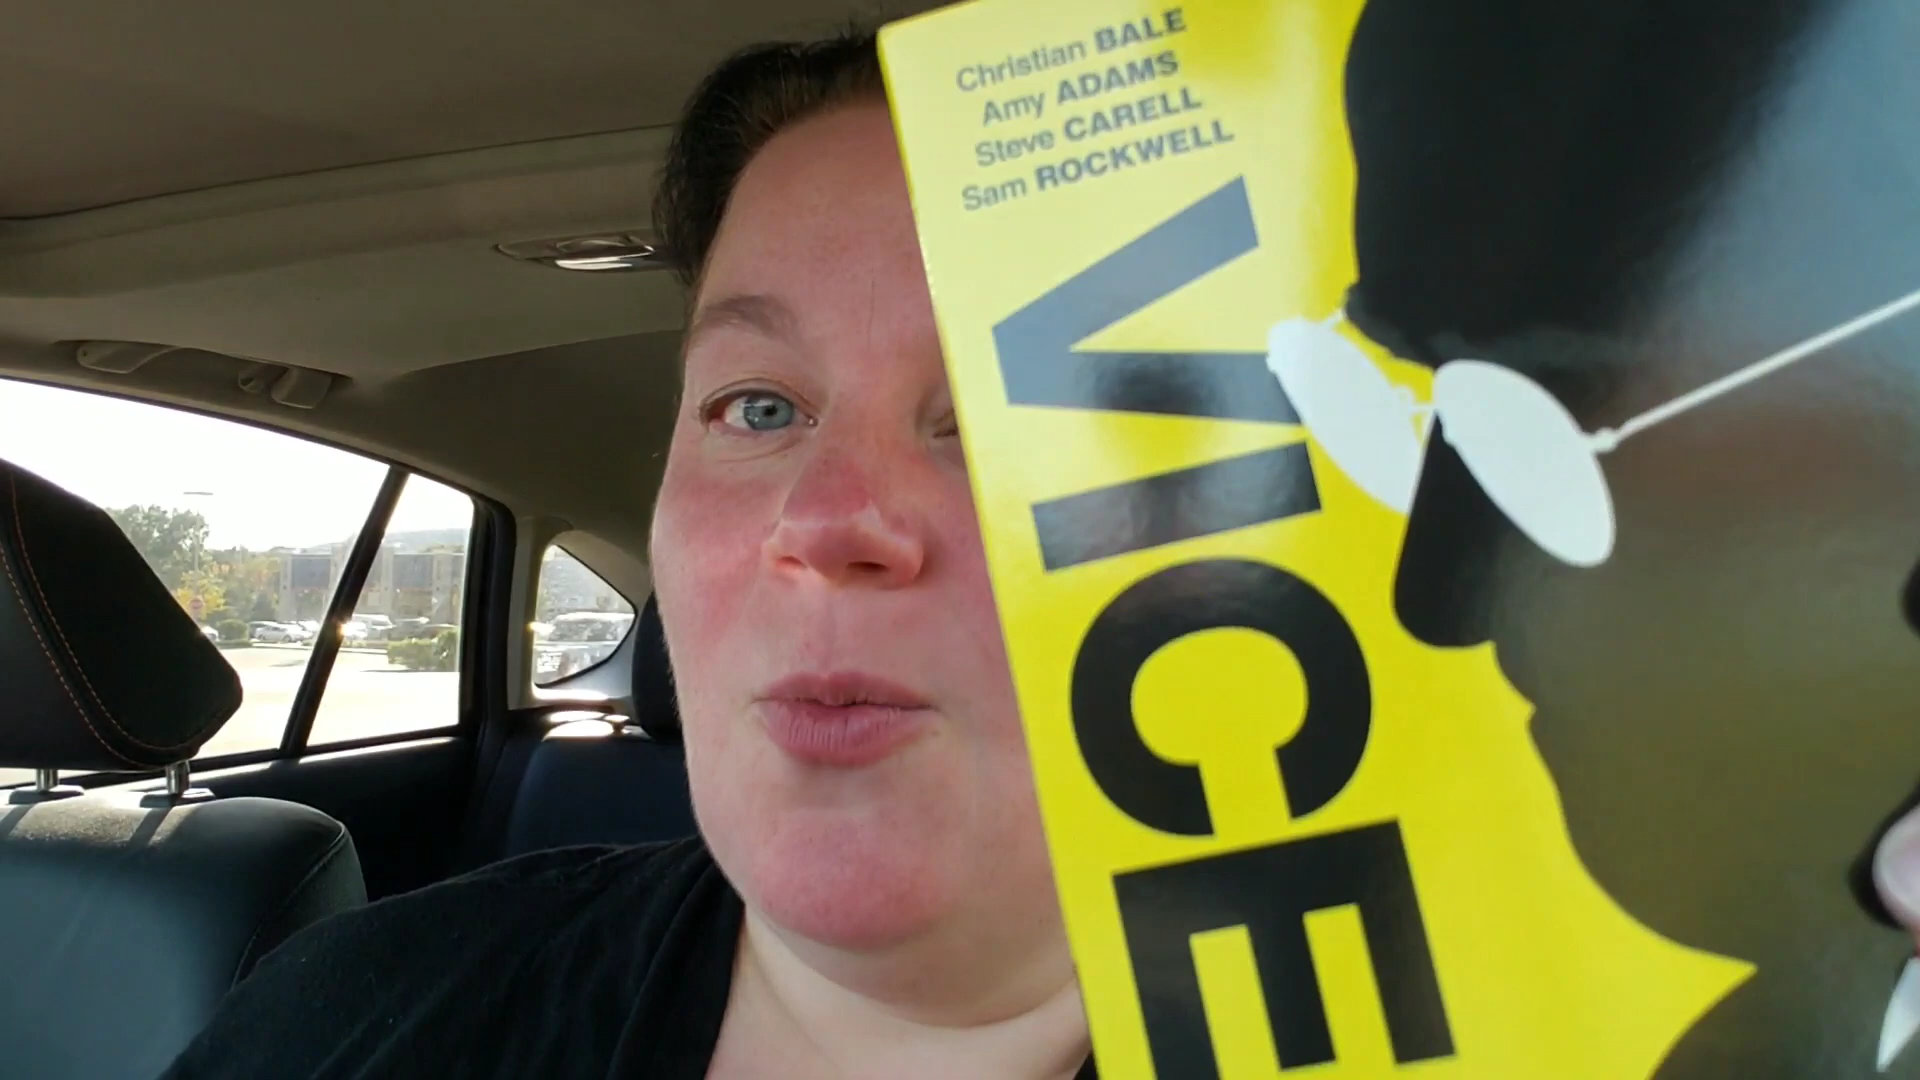 Christian BALE
Amy ADAMS
Steve CARELL
Sam ROCKWELL
VICE